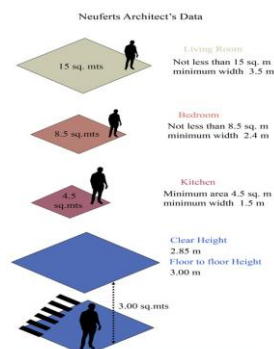 Neuferts Architect's Data
Living Room
15 sq. mts
Not less than 15 sq. m
minimum width 3.5 m
Bedroom
8.5 sq.mts
Not less than 8.5 sq. m
minimum width 2.4 m
Kitchen
4.5
sq.mts
Minimum area 4.5 sq. m
minimum width 1.5 m
Clear Height
2.85 m
Floor to floor Height
3.00 m
3.00 sq.mts